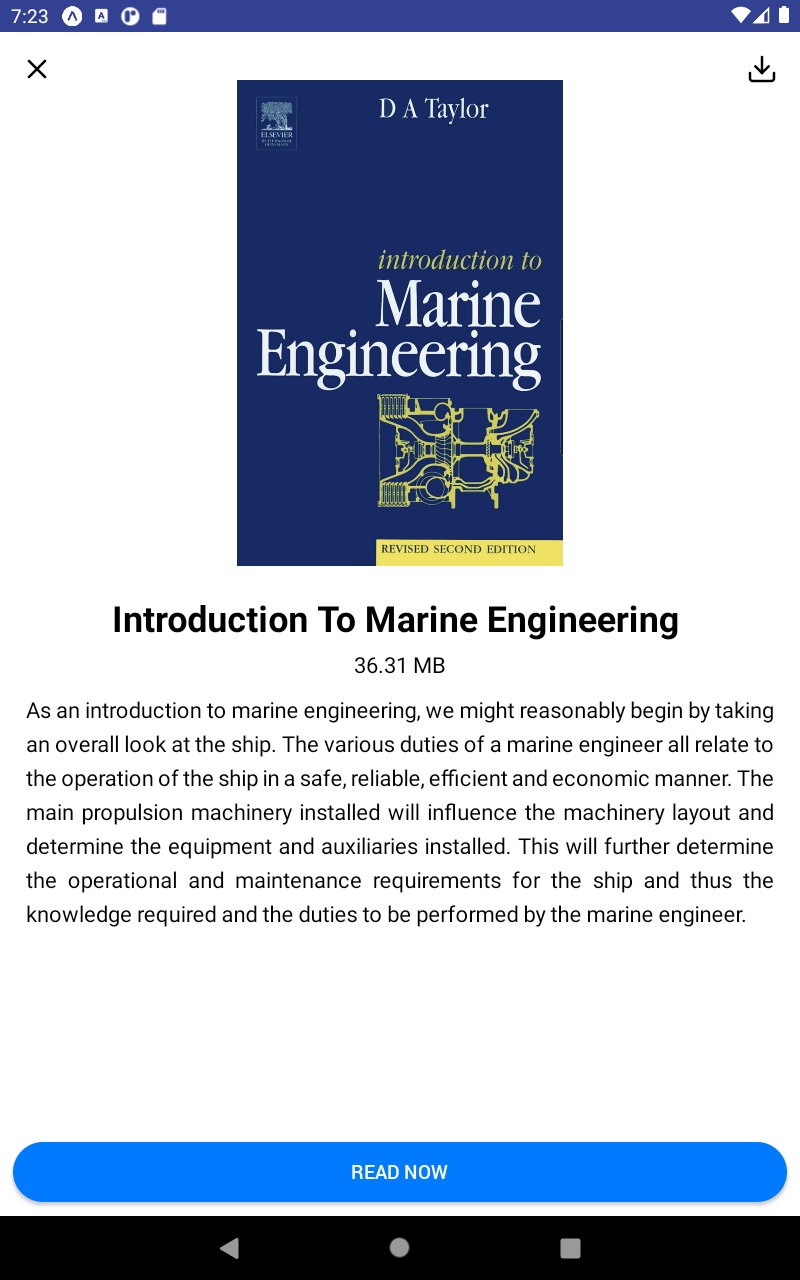 7:23
D A Taylor
ELSEVIER
introduction to
Marine
Engineering
REVISED SECOND EDITION
Introduction To Marine Engineering
36.31 MB
As an introduction to marine engineering, we might reasonably begin by taking
an overall look at the ship. The various duties of a marine engineer all relate to
the operation of the ship in a safe, reliable, efficient and economic manner. The
main propulsion machinery installed will influence the machinery layout and
determine the equipment and auxiliaries installed. This will further determine
the operational and maintenance requirements for the ship and thus the
knowledge required and the duties to be performed by the marine engineer.
READ NOW